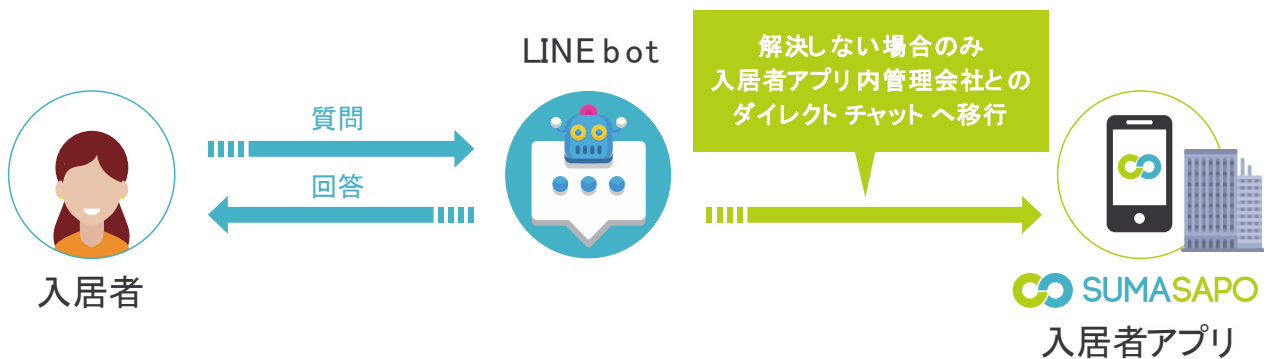 LINE bot
解決しない場合のみ
入居者アプリ内管理会社との
ダイレクトチャットへ移行
質問
回答
入居者
SUMASAPO
入居者アプリ